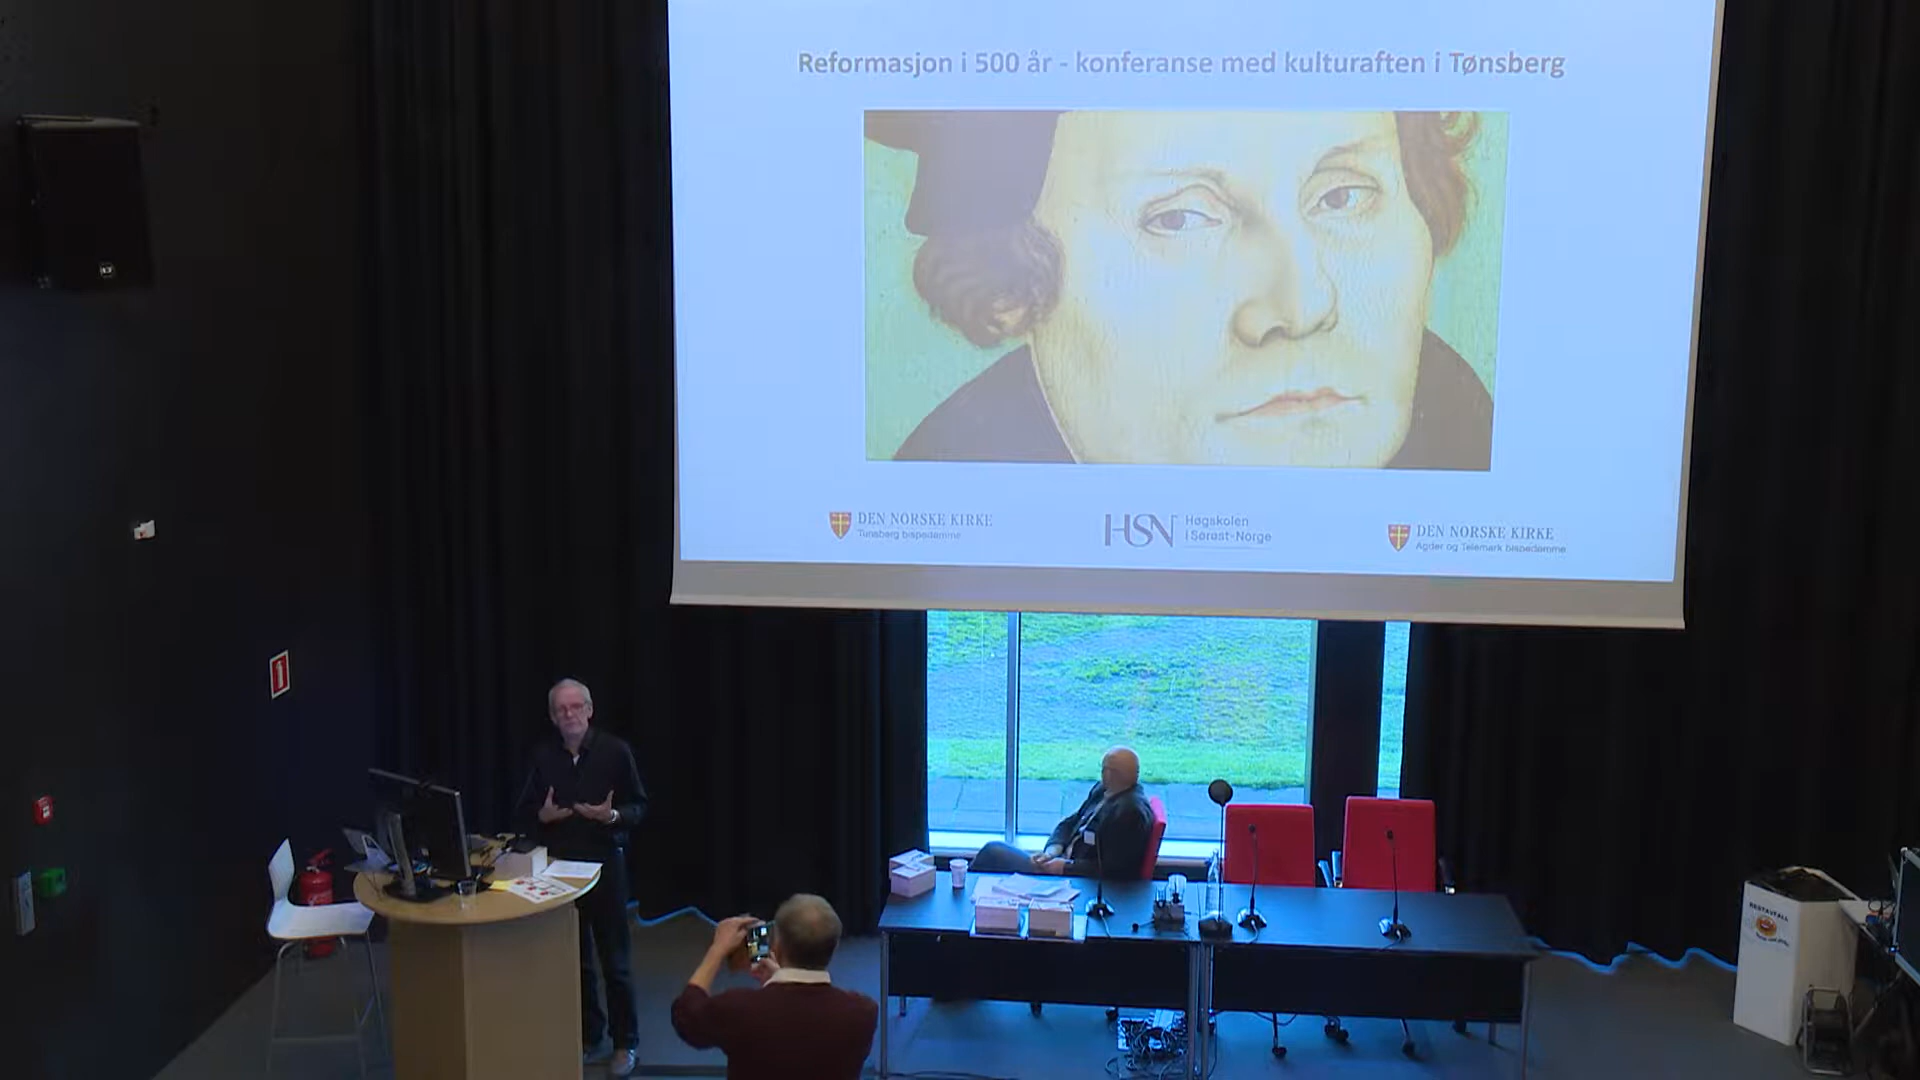 Reformasjon i 500 år - konferanse med kulturaften i Tønsberg
DEN NORSKE KIRKE
Tunsberg bispedømme
HSN Høgskolen
i Sørøst-Norge
DEN NORSKE KIRKE
Agder og Telemark bispedømme
RESTAVFALL